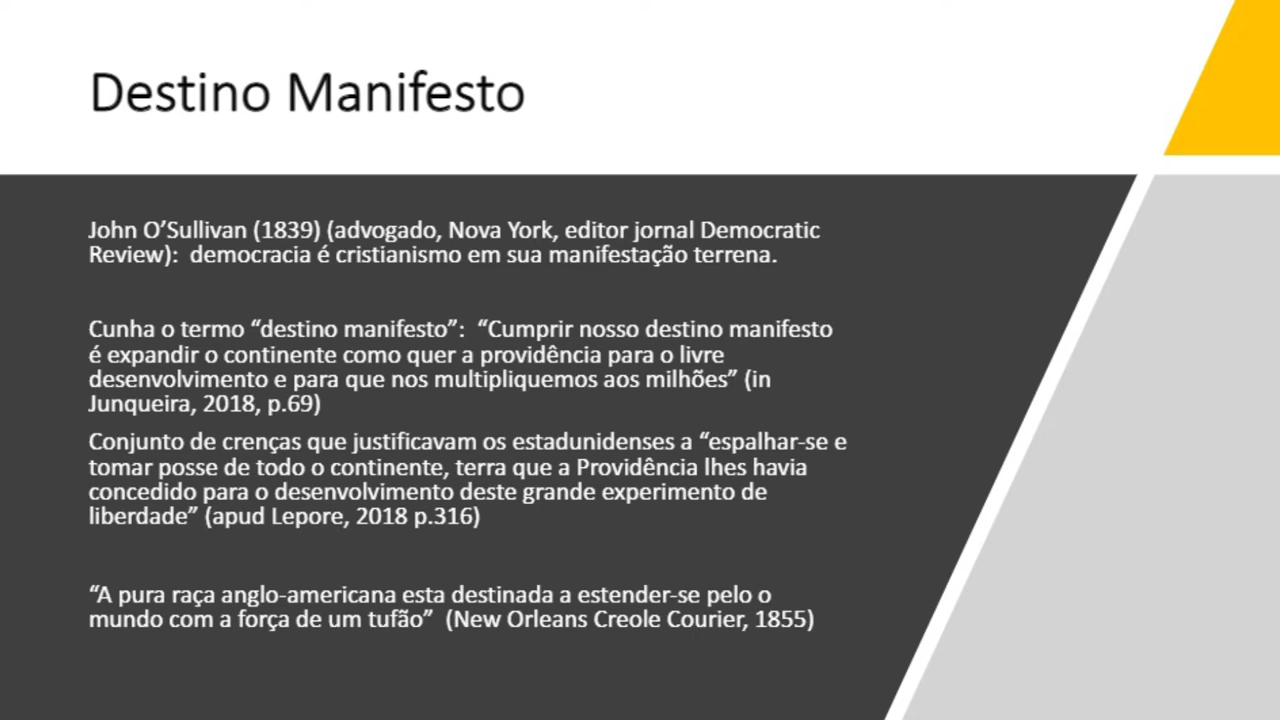 Destino Manifesto
John O’Sullivan (1839) (advogado, Nova York, editor jornal Democratic
Review):  democracia é cristianismo em sua manifestação terrena.
Cunha o termo “destino manifesto”:  “Cumprir nosso destino manifesto
é expandir o continente como quer a providência para o livre
desenvolvimento e para que nos multipliquemos aos milhões” (in
Junqueira, 2018, p.69)
Conjunto de crenças que justificavam os estadunidenses a “espalhar-se e
tomar posse de todo o continente, terra que a Providência lhes havia
concedido para o desenvolvimento deste grande experimento de
liberdade” (apud Lepore, 2018 p.316)
“A pura raça anglo-americana esta destinada a estender-se pelo o
mundo com a força de um tufão”  (New Orleans Creole Courier, 1855)